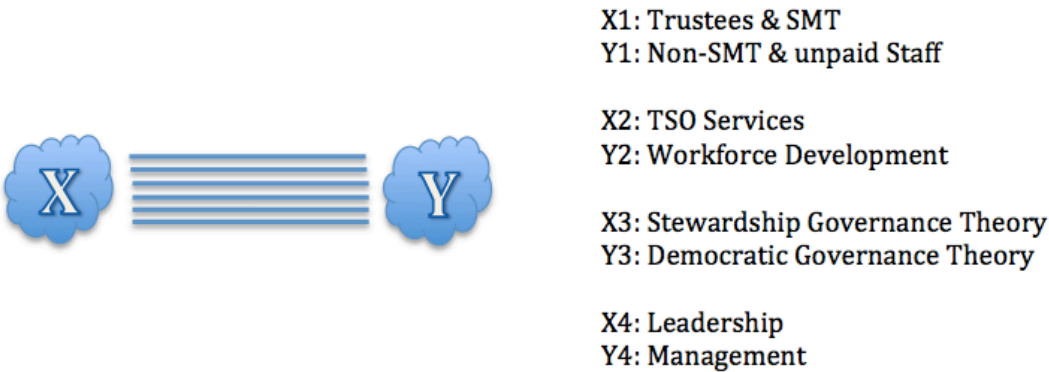 X
Y
X1: Trustees & SMT
Y1: Non-SMT & unpaid Staff
X2: TSO Services
Y2: Workforce Development
X3: Stewardship Governance Theory
Y3: Democratic Governance Theory
X4: Leadership
Y4: Management